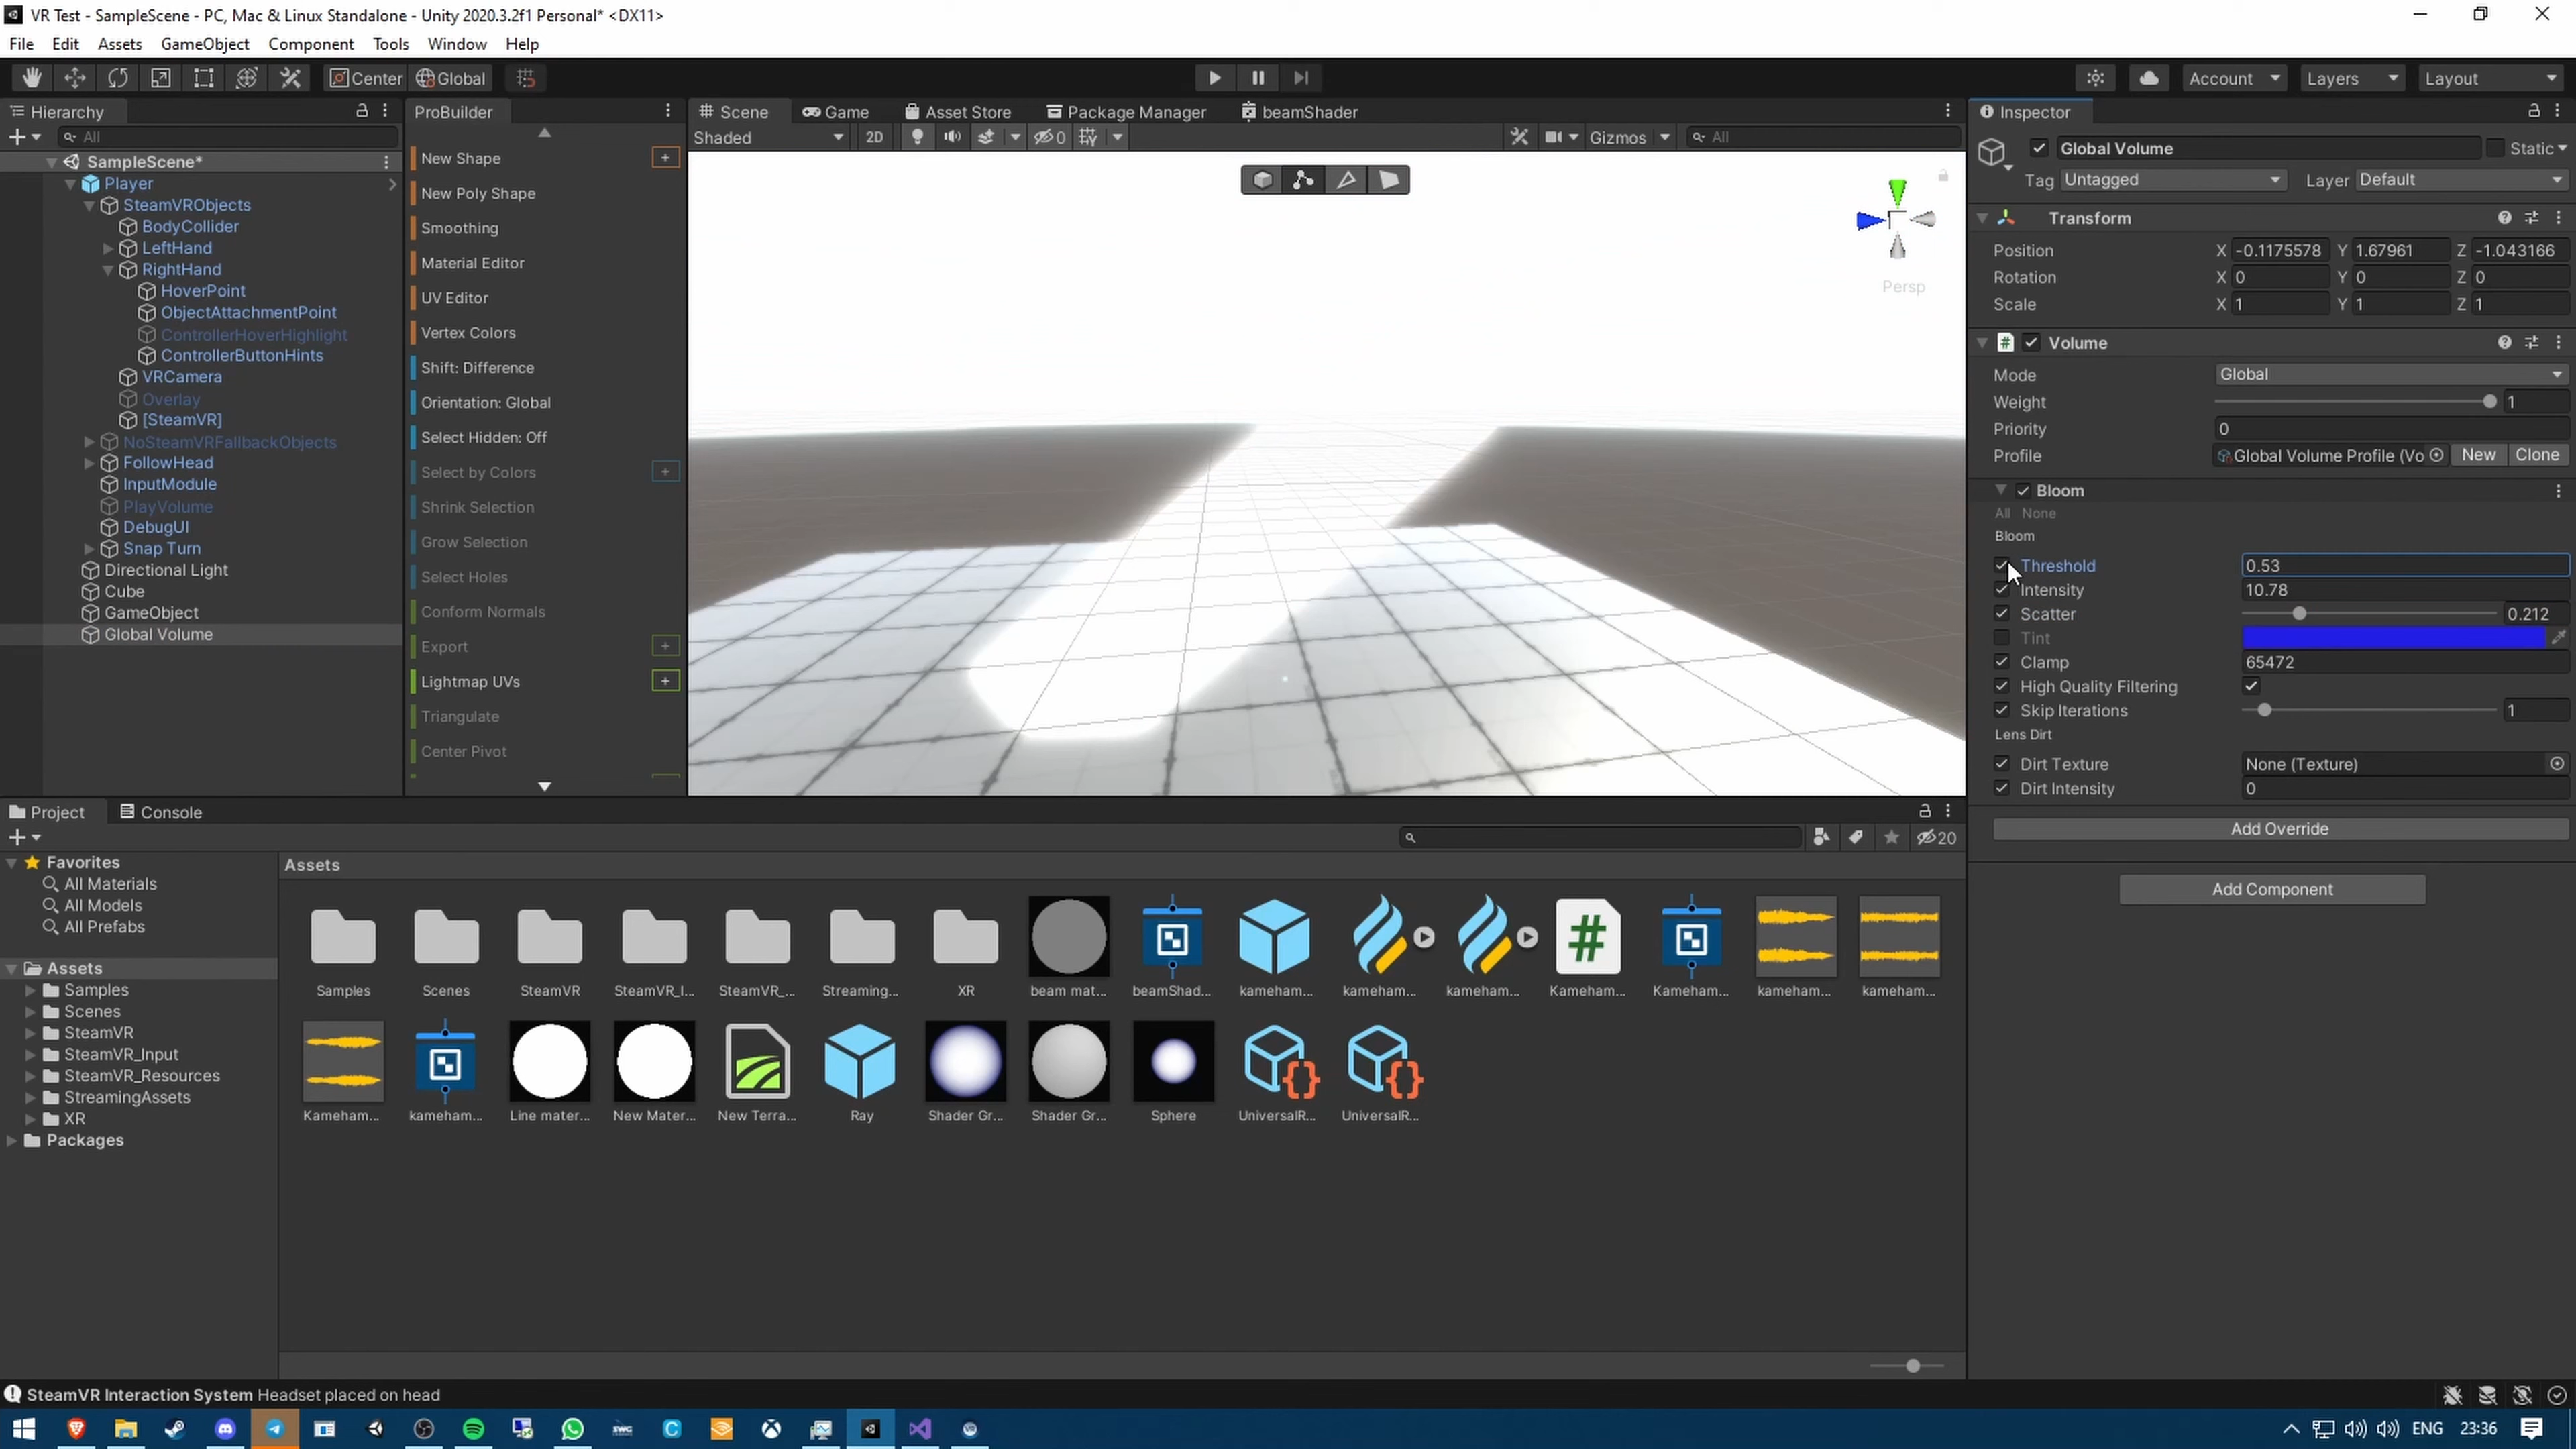 VR Test - SampleScene - PC, Mac & Linux Standalone - Unity 2020.3.2f1 Personal* <DX11>
File Edit Assets GameObject Component Tools Window Help
Center Global
Account Layers Layout
Hierarchy
All
SampleScene*
Player
SteamVRObjects
BodyCollider
LeftHand
RightHand
HoverPoint
ObjectAttachmentPoint
ControllerHoverHighlight
ControllerButtonHints
VRCamera
Overlay
[SteamVR]
NoSteamVRFallbackObjects
FollowHead
InputModule
PlayVolume
DebugUI
Snap Turn
Directional Light
Cube
GameObject
Global Volume
ProBuilder
New Shape +
New Poly Shape
Smoothing
Material Editor
UV Editor
Vertex Colors
Shift: Difference
Orientation: Global
Select Hidden: Off
Select by Colors +
Shrink Selection
Grow Selection
Select Holes
Conform Normals
Export +
Lightmap UVs +
Triangulate
Center Pivot
Scene Game Asset Store Package Manager beamShader
Shaded 2D 0 Gizmos All
Persp
Inspector
Global Volume Static
Tag Untagged Layer Default
Transform
Position X -0.1175578 Y 1.67961 Z -1.043166
Rotation X 0 Y 0 Z 0
Scale X 1 Y 1 Z 1
# Volume
Mode Global
Weight 1
Priority 0
Profile Global Volume Profile (Vo New Clone
Bloom
All None
Bloom
Threshold 0.53
Intensity 10.78
Scatter 0.212
Tint
Clamp 65472
High Quality Filtering
Skip Iterations 1
Lens Dirt
Dirt Texture None (Texture)
Dirt Intensity 0
Add Override
Add Component
Project Console
20
Favorites
All Materials
All Models
All Prefabs
Assets
Samples
Scenes
SteamVR
SteamVR_Input
SteamVR_Resources
StreamingAssets
XR
Packages
Assets
Samples Scenes SteamVR SteamVR_I... SteamVR_... Streaming... XR beam mat... beamShad... kameham... kameham... kameham... Kameham... Kameham... kameham... kameham...
Kameham... kameham... Line mater... New Mater... New Terra... Ray Shader Gr... Shader Gr... Sphere UniversalR... UniversalR...
SteamVR Interaction System Headset placed on head
SWG
ENG 23:36